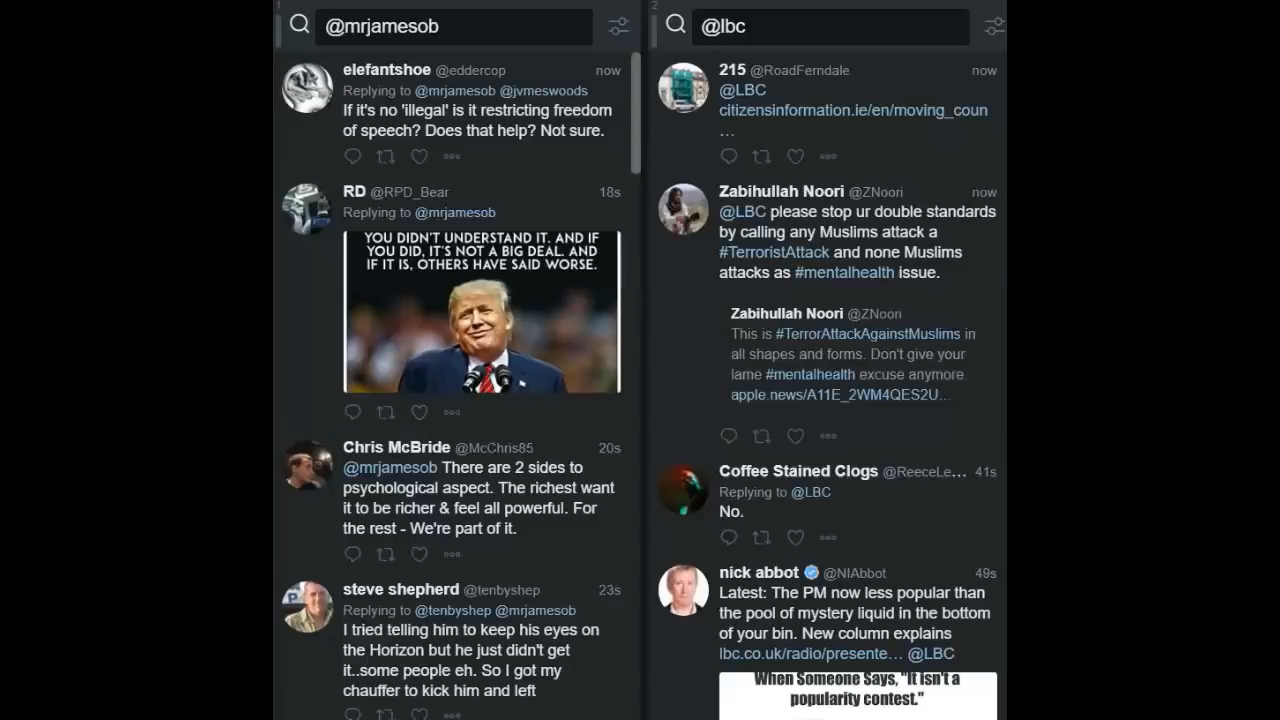 1
@mrjamesob
elefantshoe @eddercop now
Replying to @mrjamesob @jvmeswoods
If it's no 'illegal' is it restricting freedom
of speech? Does that help? Not sure.
RD @RPD_Bear 18s
Replying to @mrjamesob
YOU DIDN'T UNDERSTAND IT. AND IF
YOU DID, IT'S NOT A BIG DEAL. AND
IF IT IS, OTHERS HAVE SAID WORSE.
Chris McBride @McChris85 20s
@mrjamesob There are 2 sides to
psychological aspect. The richest want
it to be richer & feel all powerful. For
the rest - We're part of it.
steve shepherd @tenbyshep 23s
Replying to @tenbyshep @mrjamesob
I tried telling him to keep his eyes on
the Horizon but he just didn't get
it..some people eh. So I got my
chauffer to kick him and left
2
@lbc
215 @RoadFerndale now
@LBC
citizensinformation.ie/en/moving_coun
…
Zabihullah Noori @ZNoori now
@LBC please stop ur double standards
by calling any Muslims attack a
#TerroristAttack and none Muslims
attacks as #mentalhealth issue.
Zabihullah Noori @ZNoori
This is #TerrorAttackAgainstMuslims in
all shapes and forms. Don't give your
lame #mentalhealth excuse anymore.
apple.news/A11E_2WM4QES2U…
Coffee Stained Clogs @ReeceLe… 41s
Replying to @LBC
No.
nick abbot @NIAbbot 49s
Latest: The PM now less popular than
the pool of mystery liquid in the bottom
of your bin. New column explains
lbc.co.uk/radio/presente… @LBC
When Someone Says, "It isn't a
popularity contest."